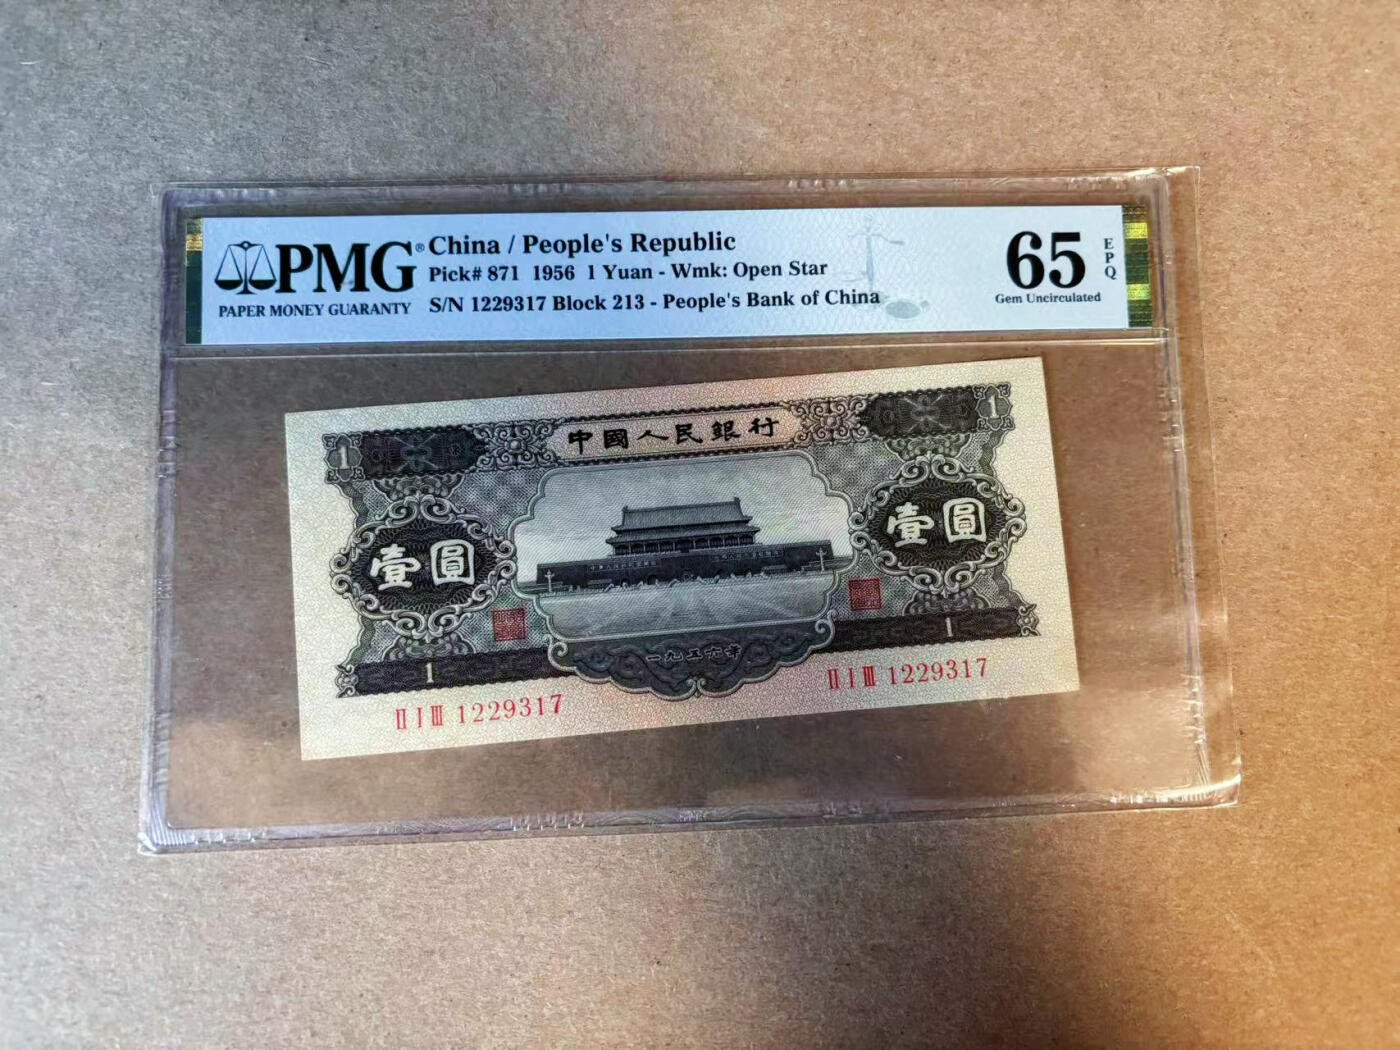 PMG®
PAPER MONEY GUARANTY
China / People's Republic
Pick# 871 1956 1 Yuan - Wmk: Open Star
S/N 1229317 Block 213 - People's Bank of China
65 EPQ
Gem Uncirculated
中國人民銀行
1
1
壹圓
壹圓
1
1
一九五六年
ⅡⅠⅢ 1229317
ⅡⅠⅢ 1229317